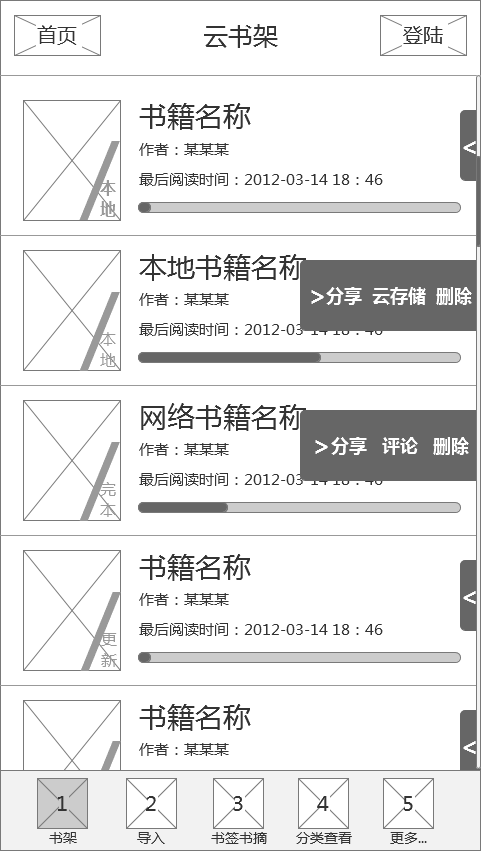 首页 云书架 登陆
书籍名称
作者：某某某
最后阅读时间：2012-03-14 18：46
本地
<
本地书籍名称
作者：某某某
最后阅读时间：2012-03-14 18：46
本地
>分享 云存储 删除
网络书籍名称
作者：某某某
最后阅读时间：2012-03-14 18：46
完本
>分享 评论 删除
书籍名称
作者：某某某
最后阅读时间：2012-03-14 18：46
更新
<
书籍名称
作者：某某某
<
1 2 3 4 5
书架 导入 书签书摘 分类查看 更多...